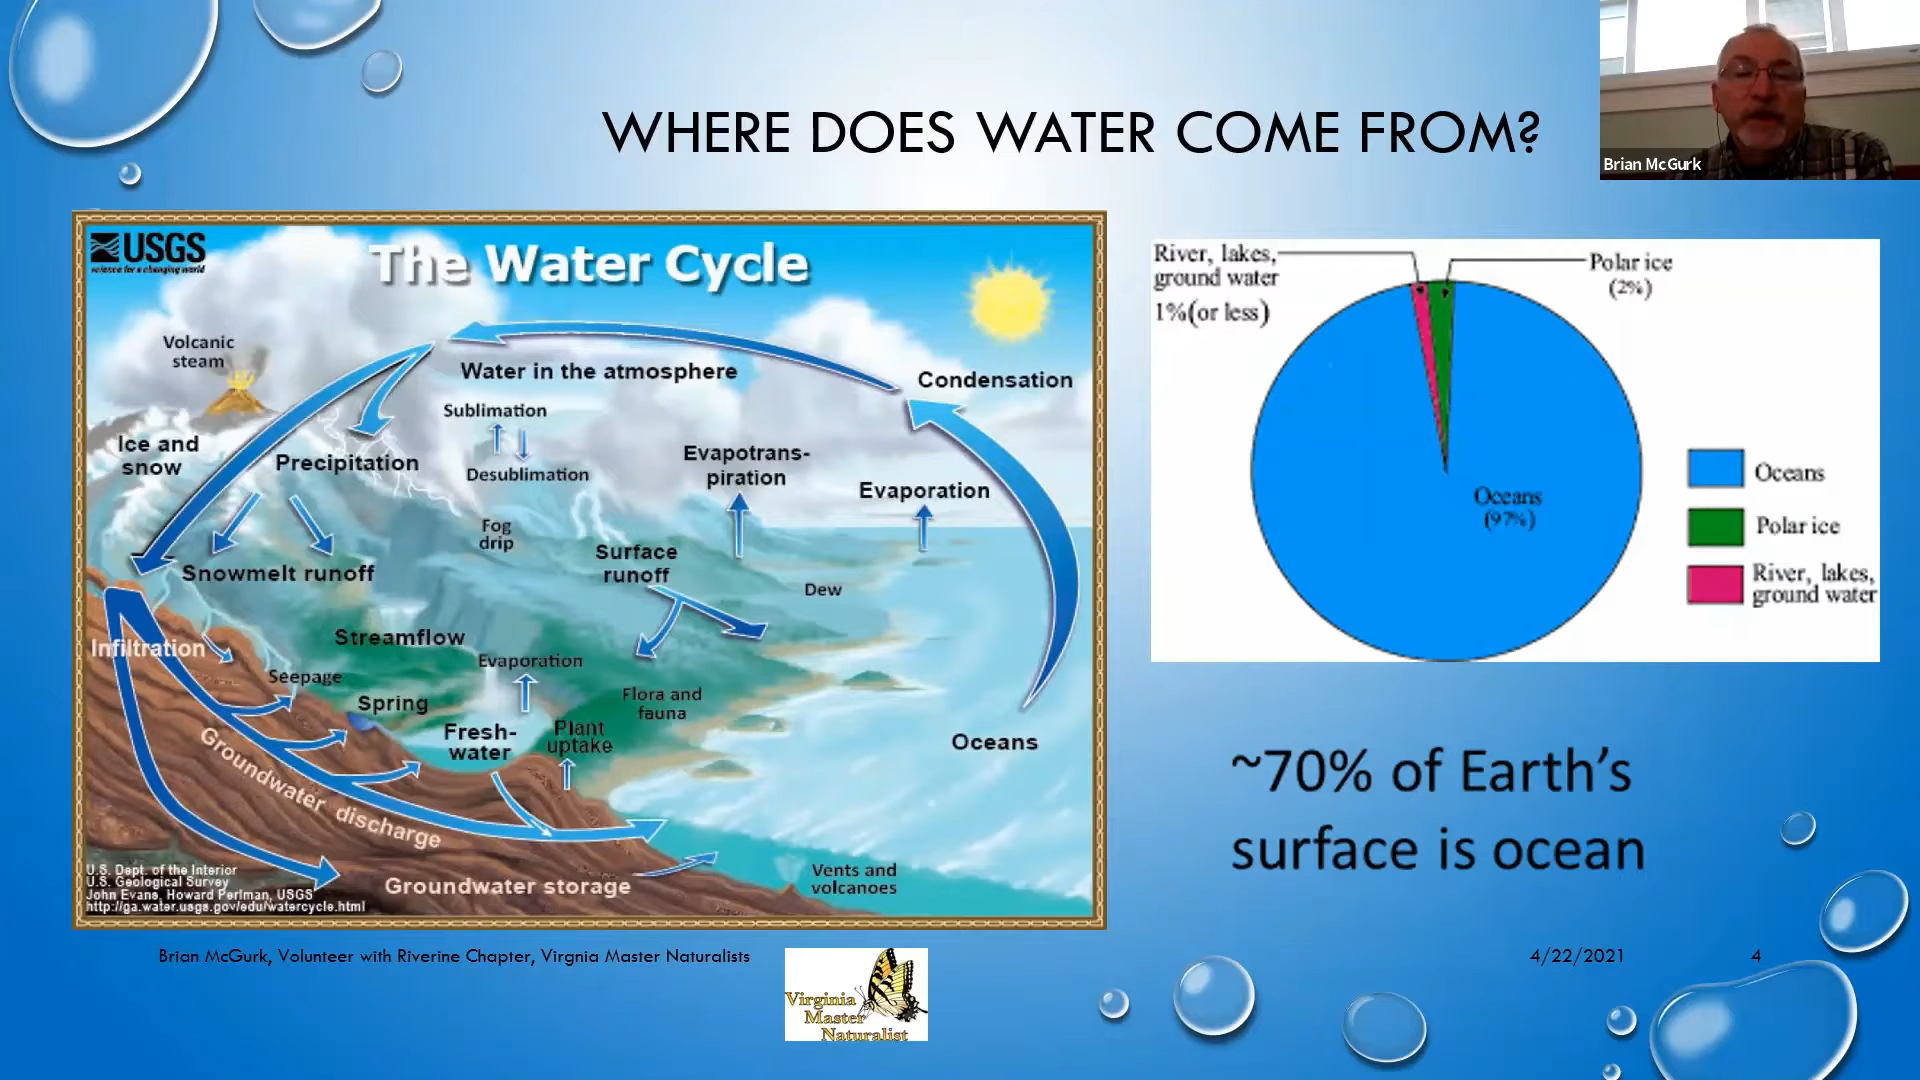 WHERE DOES WATER COME FROM?
Brian McGurk
USGS
science for a changing world
The Water Cycle
Volcanic
steam
Water in the atmosphere
Condensation
Sublimation
Desublimation
Ice and
snow
Precipitation
Evapotrans-
piration
Evaporation
Fog
drip
Surface
runoff
Snowmelt runoff
Dew
Infiltration
Streamflow
Evaporation
Seepage
Spring
Flora and
fauna
Fresh-
water
Plant
uptake
Oceans
Groundwater discharge
Vents and
volcanoes
Groundwater storage
U.S. Dept. of the Interior
U.S. Geological Survey
John Evans, Howard Perlman, USGS
http://ga.water.usgs.gov/edu/watercycle.html
River, lakes,
ground water
1%(or less)
Polar ice
(2%)
Oceans
(97%)
Oceans
Polar ice
River, lakes,
ground water
~70% of Earth’s
surface is ocean
Brian McGurk, Volunteer with Riverine Chapter, Virgnia Master Naturalists
Virginia
Master
Naturalist
4/22/2021
4